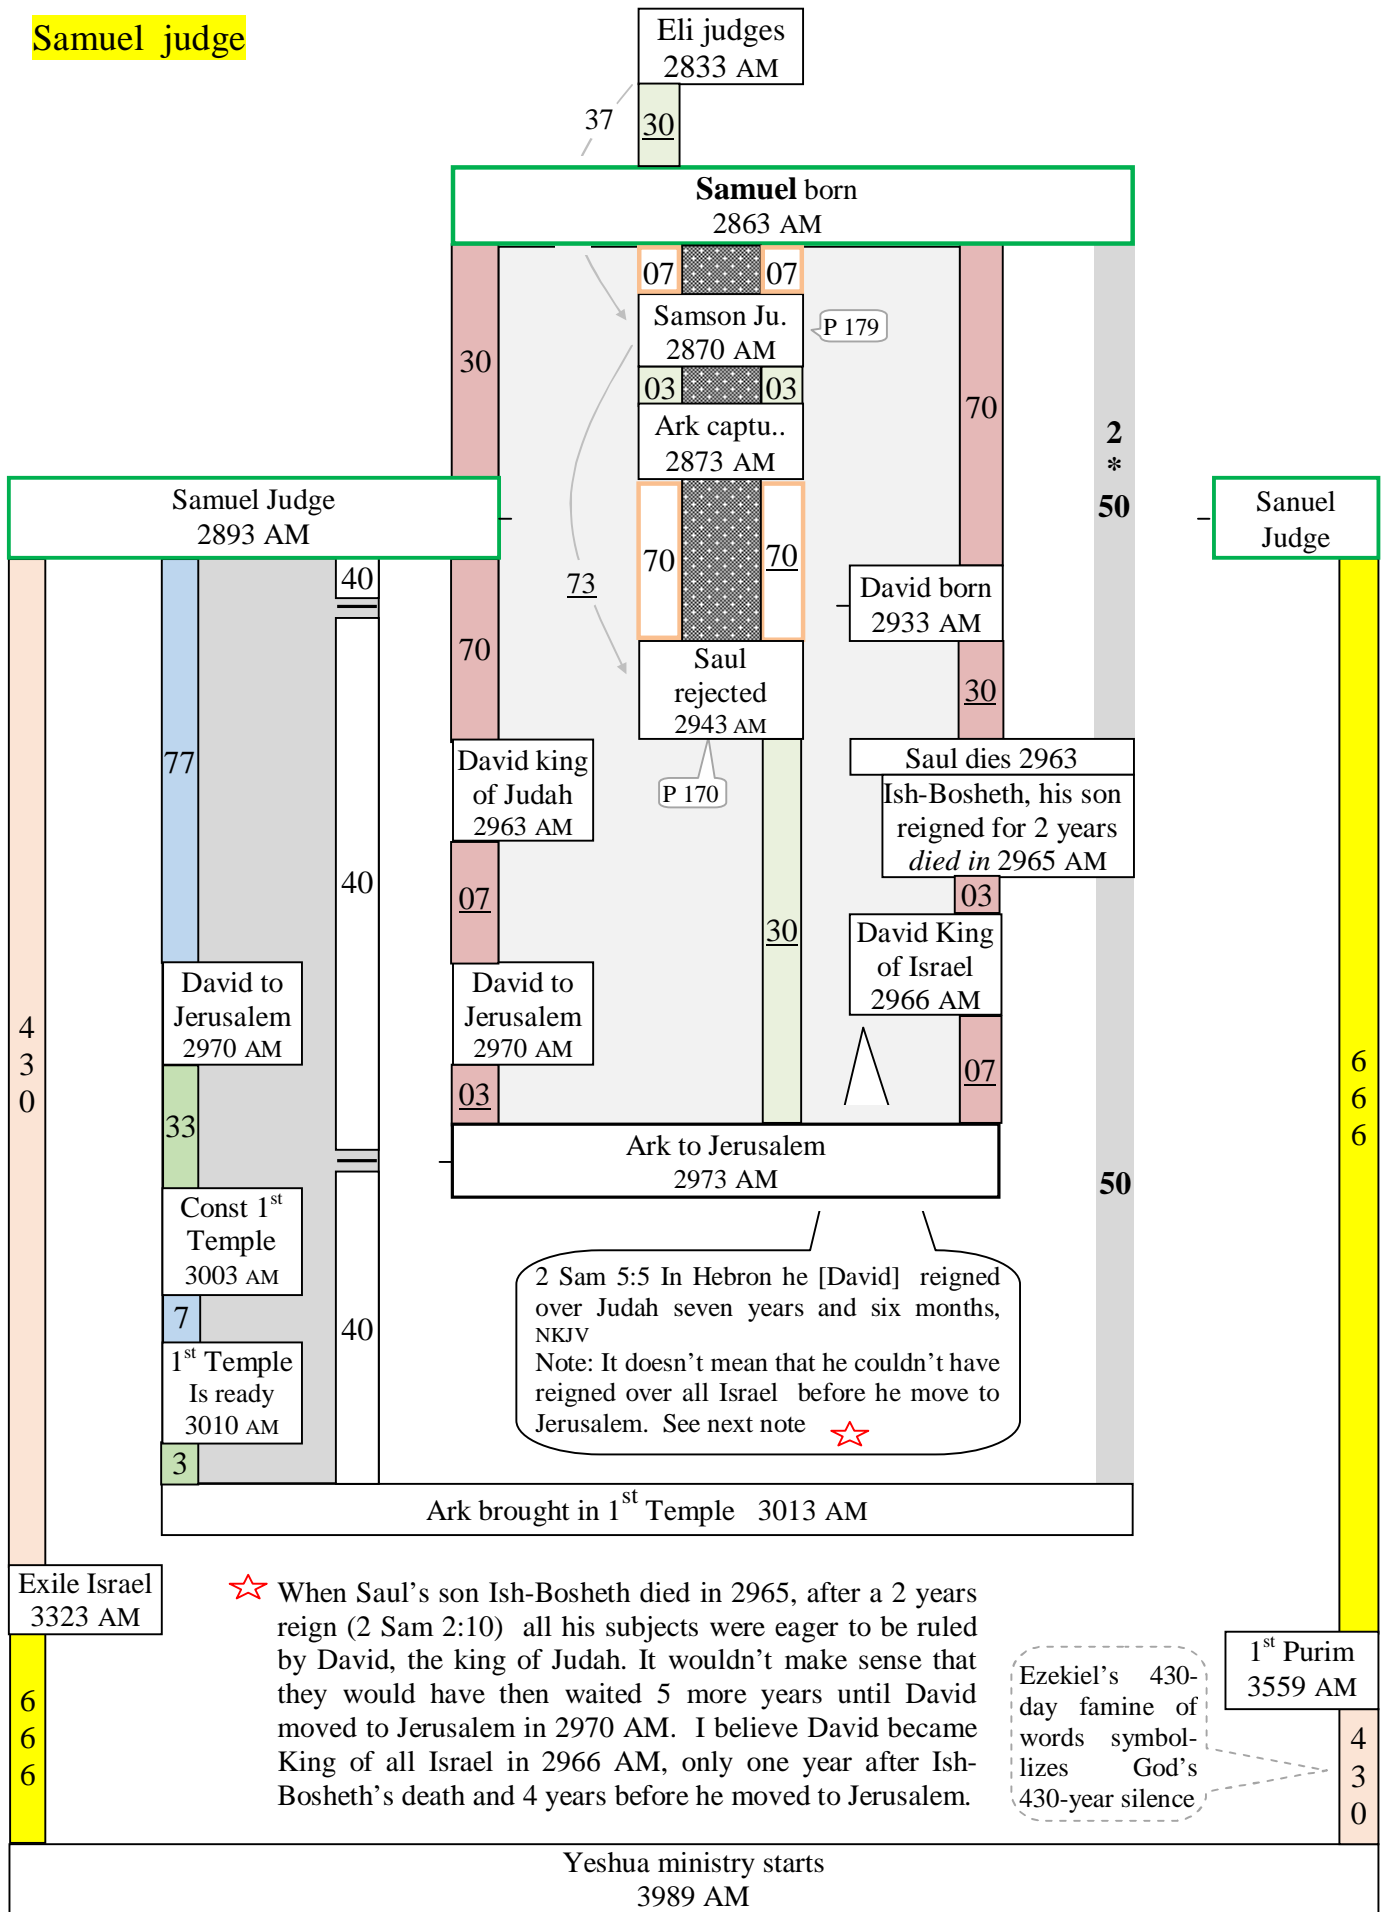 Samuel  judge
Eli judges
2833 AM
37
30
Samuel born
2863 AM
07
07
Samson Ju.
2870 AM
P 179
30
03
03
70
Ark captu..
2873 AM
2
*
50
Samuel Judge
2893 AM
Sanuel
Judge
40
70
70
73
David born
2933 AM
70
Saul
rejected
2943 AM
30
77
David king
of Judah
2963 AM
P 170
Saul dies 2963
Ish-Bosheth, his son
reigned for 2 years
died in 2965 AM
40
07
03
30
David King
of Israel
2966 AM
David to
Jerusalem
2970 AM
David to
Jerusalem
2970 AM
4
3
0
03
07
6
6
6
33
Ark to Jerusalem
2973 AM
50
Const 1st
Temple
3003 AM
7
40
2 Sam 5:5 In Hebron he [David] reigned
over Judah seven years and six months,
NKJV
Note: It doesn’t mean that he couldn’t have
reigned over all Israel before he move to
Jerusalem. See next note
1st Temple
Is ready
3010 AM
3
Ark brought in 1st Temple 3013 AM
Exile Israel
3323 AM
When Saul’s son Ish-Bosheth died in 2965, after a 2 years
reign (2 Sam 2:10) all his subjects were eager to be ruled
by David, the king of Judah. It wouldn’t make sense that
they would have then waited 5 more years until David
moved to Jerusalem in 2970 AM. I believe David became
King of all Israel in 2966 AM, only one year after Ish-
Bosheth’s death and 4 years before he moved to Jerusalem.
1st Purim
3559 AM
Ezekiel’s 430-
day famine of
words symbol-
lizes God’s
430-year silence
6
6
6
4
3
0
Yeshua ministry starts
3989 AM